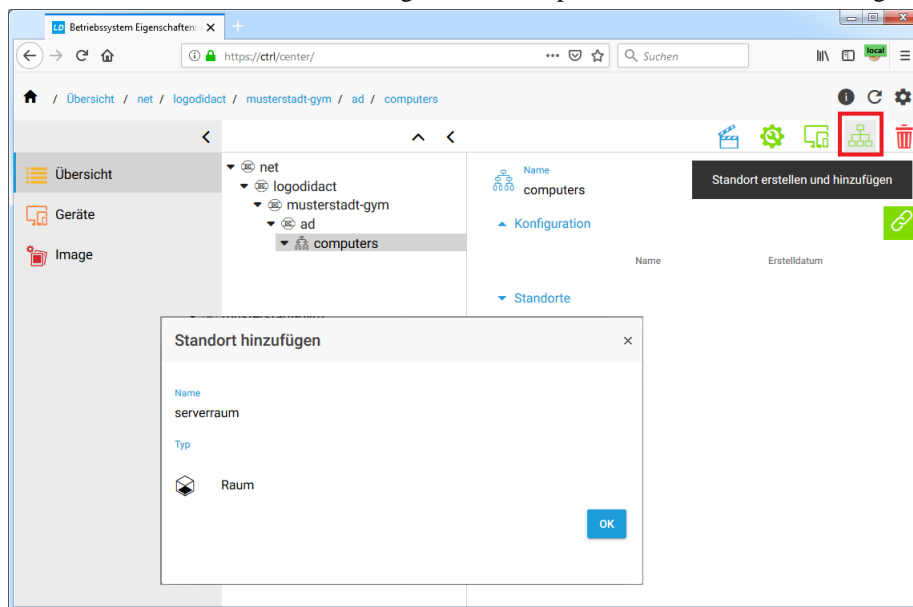 Betriebssystem Eigenschaften:
https://ctrl/center/
Suchen
local
/ Übersicht / net / logodidact / musterstadt-gym / ad / computers
Übersicht
Geräte
Image
net
logodidact
musterstadt-gym
ad
computers
Name
computers
Standort erstellen und hinzufügen
Konfiguration
Name Erstelldatum
Standorte
Standort hinzufügen
Name
serverraum
Typ
Raum
OK